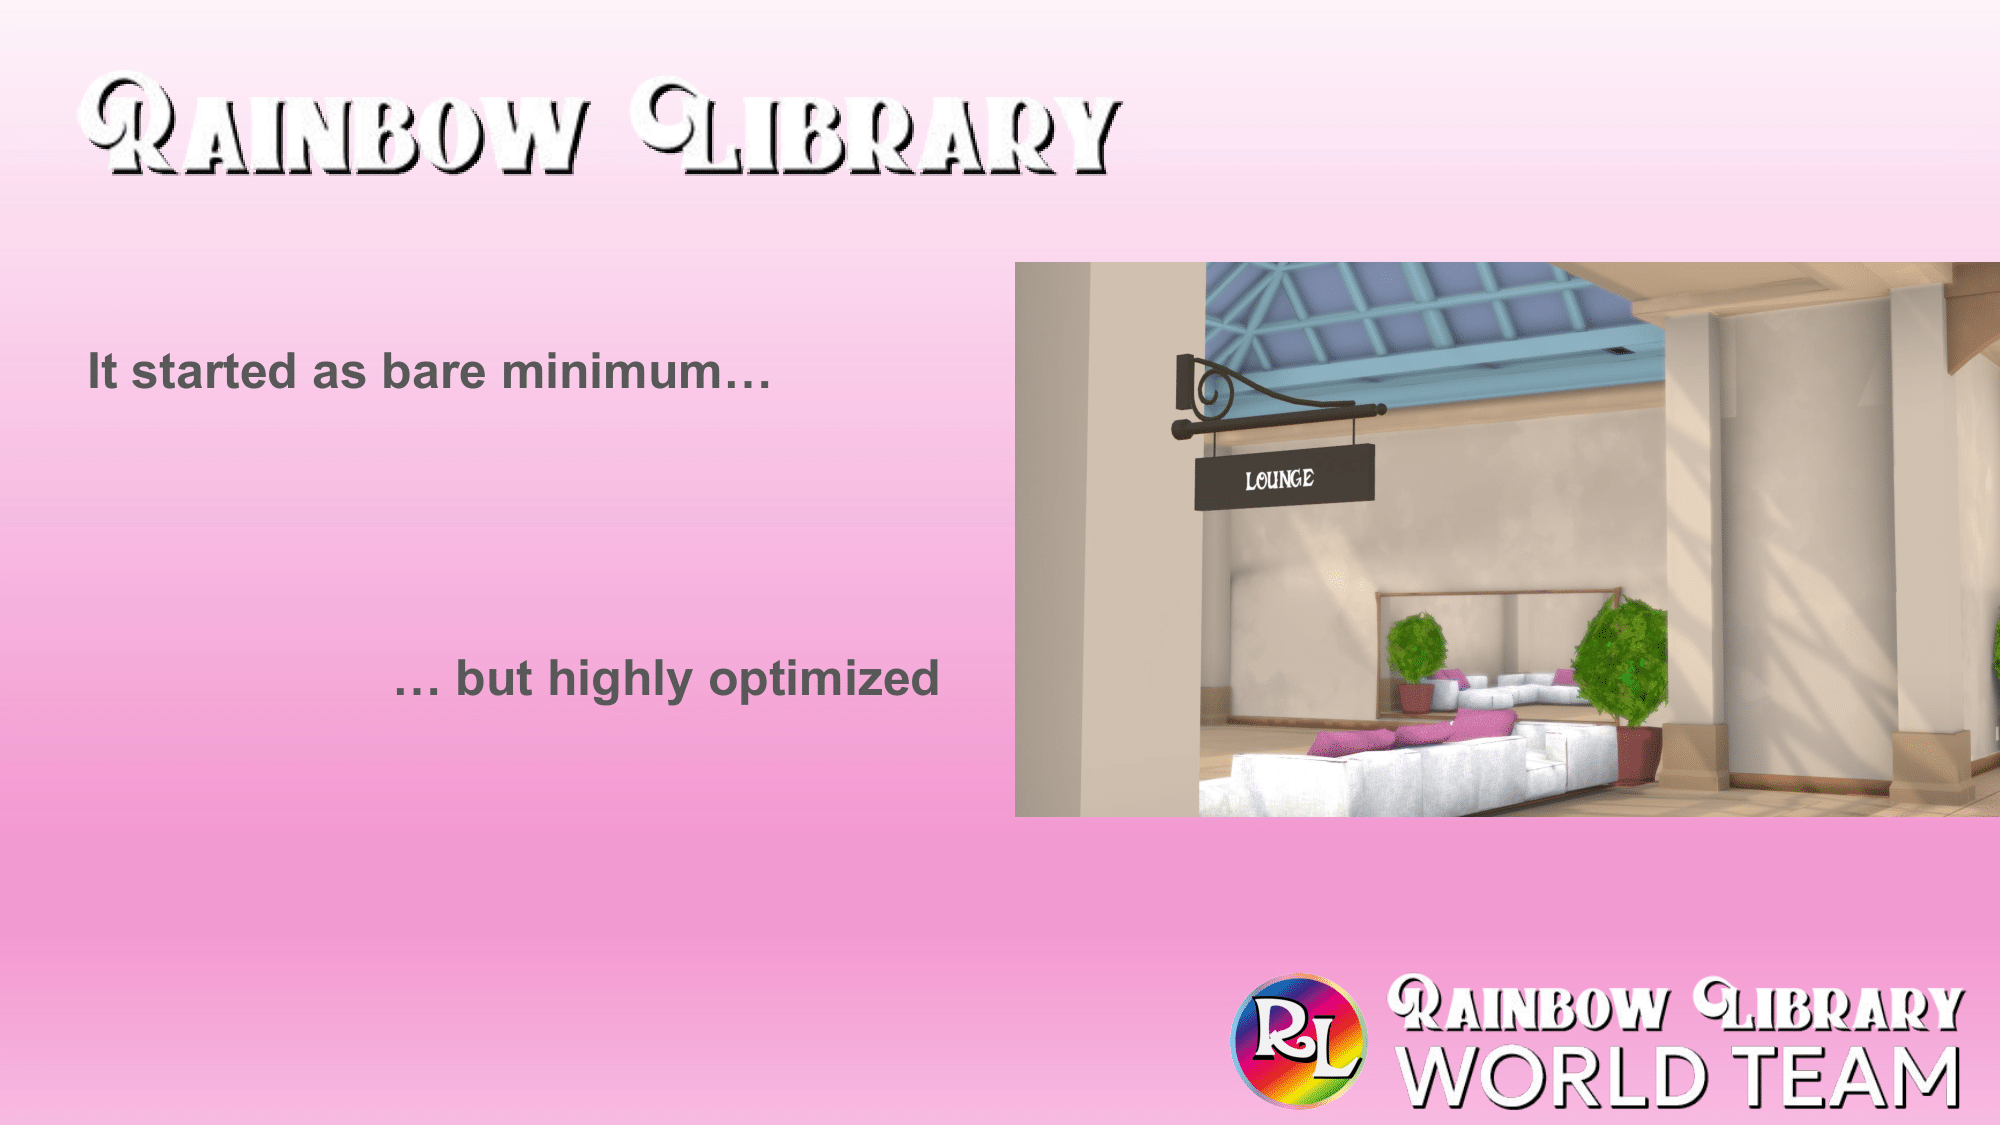 RAINBOW LIBRARY
It started as bare minimum…
LOUNGE
… but highly optimized
RL
RAINBOW LIBRARY
WORLD TEAM